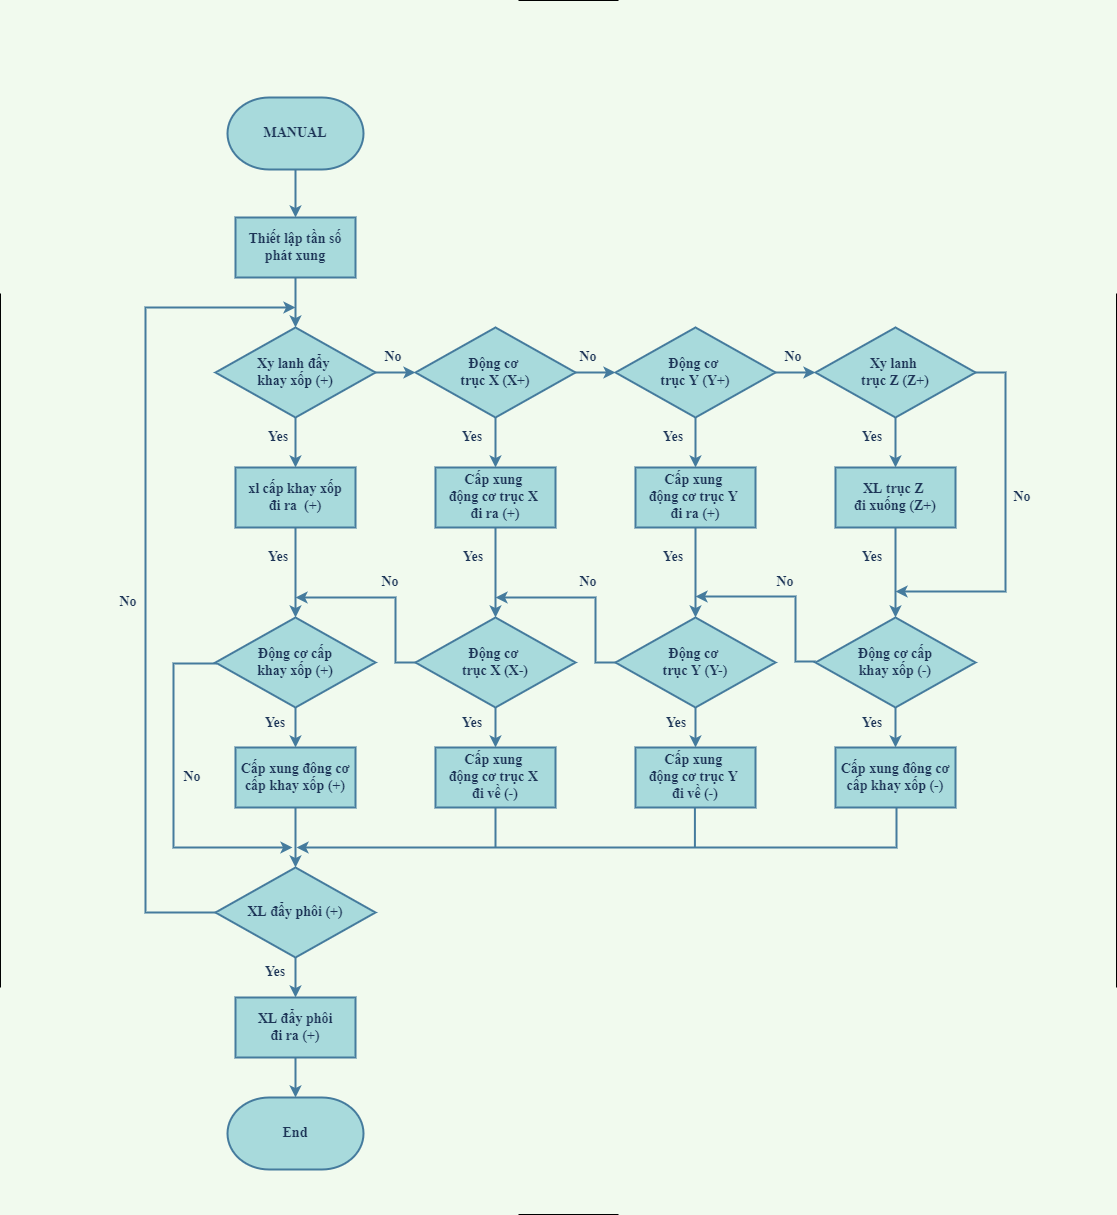 MANUAL
Thiết lập tần số
phát xung
Xy lanh đẩy
khay xốp (+)
No
Động cơ
trục X (X+)
No
Động cơ
trục Y (Y+)
No
Xy lanh
trục Z (Z+)
Yes
Yes
Yes
Yes
xl cấp khay xốp
đi ra (+)
Cấp xung
động cơ trục X
đi ra (+)
Cấp xung
động cơ trục Y
đi ra (+)
XL trục Z
đi xuống (Z+)
No
Yes
Yes
Yes
Yes
No
No
No
No
Động cơ cấp
khay xốp (+)
Động cơ
trục X (X-)
Động cơ
trục Y (Y-)
Động cơ cấp
khay xốp (-)
Yes
Yes
Yes
Yes
No
Cấp xung đông cơ
cấp khay xốp (+)
Cấp xung
động cơ trục X
đi về (-)
Cấp xung
động cơ trục Y
đi về (-)
Cấp xung đông cơ
cấp khay xốp (-)
XL đẩy phôi (+)
Yes
XL đẩy phôi
đi ra (+)
End